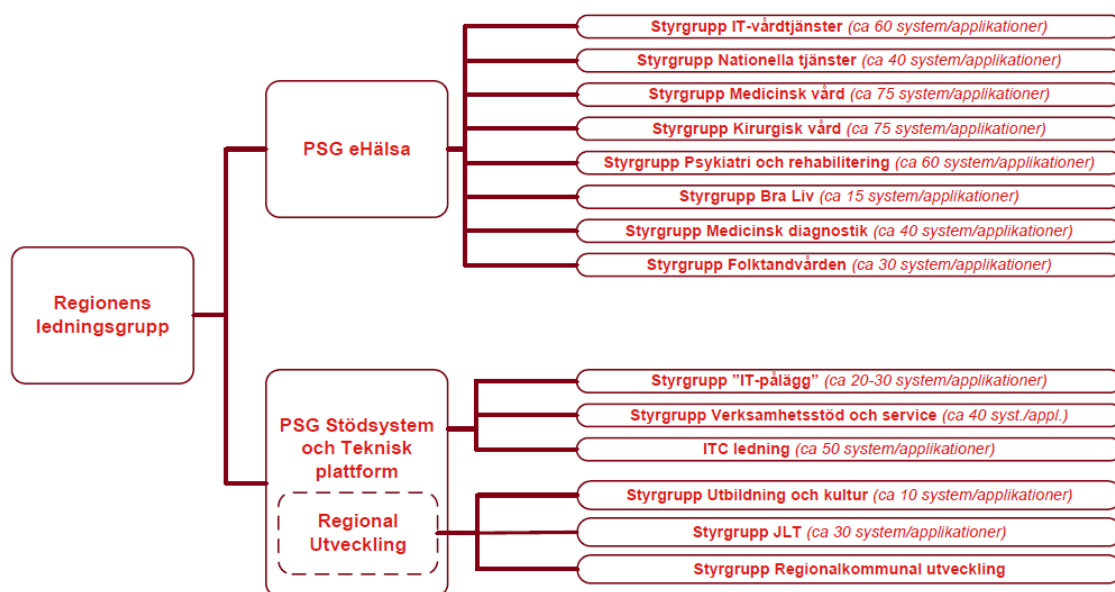 Regionens
ledningsgrupp
PSG eHälsa
Styrgrupp IT-vårdtjänster (ca 60 system/applikationer)
Styrgrupp Nationella tjänster (ca 40 system/applikationer)
Styrgrupp Medicinsk vård (ca 75 system/applikationer)
Styrgrupp Kirurgisk vård (ca 75 system/applikationer)
Styrgrupp Psykiatri och rehabilitering (ca 60 system/applikationer)
Styrgrupp Bra Liv (ca 15 system/applikationer)
Styrgrupp Medicinsk diagnostik (ca 40 system/applikationer)
Styrgrupp Folktandvården (ca 30 system/applikationer)
PSG Stödsystem
och Teknisk
plattform
Styrgrupp ”IT-pålägg” (ca 20-30 system/applikationer)
Styrgrupp Verksamhetsstöd och service (ca 40 syst./appl.)
ITC ledning (ca 50 system/applikationer)
Regional
Utveckling
Styrgrupp Utbildning och kultur (ca 10 system/applikationer)
Styrgrupp JLT (ca 30 system/applikationer)
Styrgrupp Regionalkommunal utveckling